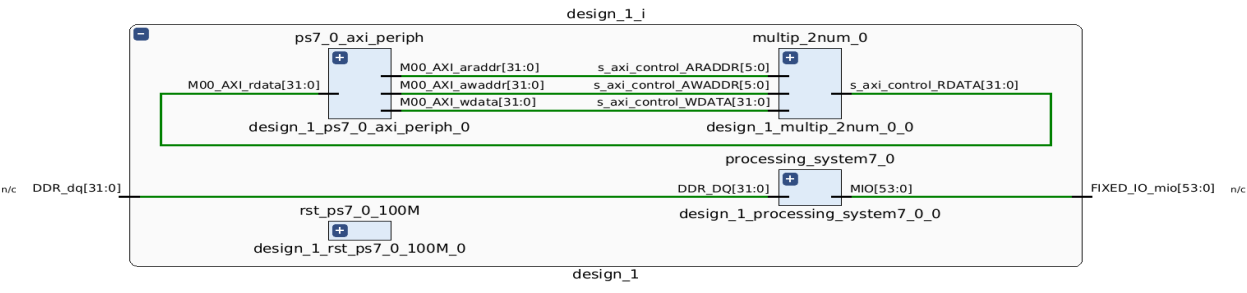 design_1_i
ps7_0_axi_periph
multip_2num_0
M00_AXI_araddr[31:0]
s_axi_control_ARADDR[5:0]
M00_AXI_rdata[31:0]
M00_AXI_awaddr[31:0]
s_axi_control_AWADDR[5:0]
s_axi_control_RDATA[31:0]
M00_AXI_wdata[31:0]
s_axi_control_WDATA[31:0]
design_1_ps7_0_axi_periph_0
design_1_multip_2num_0_0
processing_system7_0
n/c
DDR_dq[31:0]
DDR_DQ[31:0]
MIO[53:0]
FIXED_IO_mio[53:0]
n/c
rst_ps7_0_100M
design_1_processing_system7_0_0
design_1_rst_ps7_0_100M_0
design_1